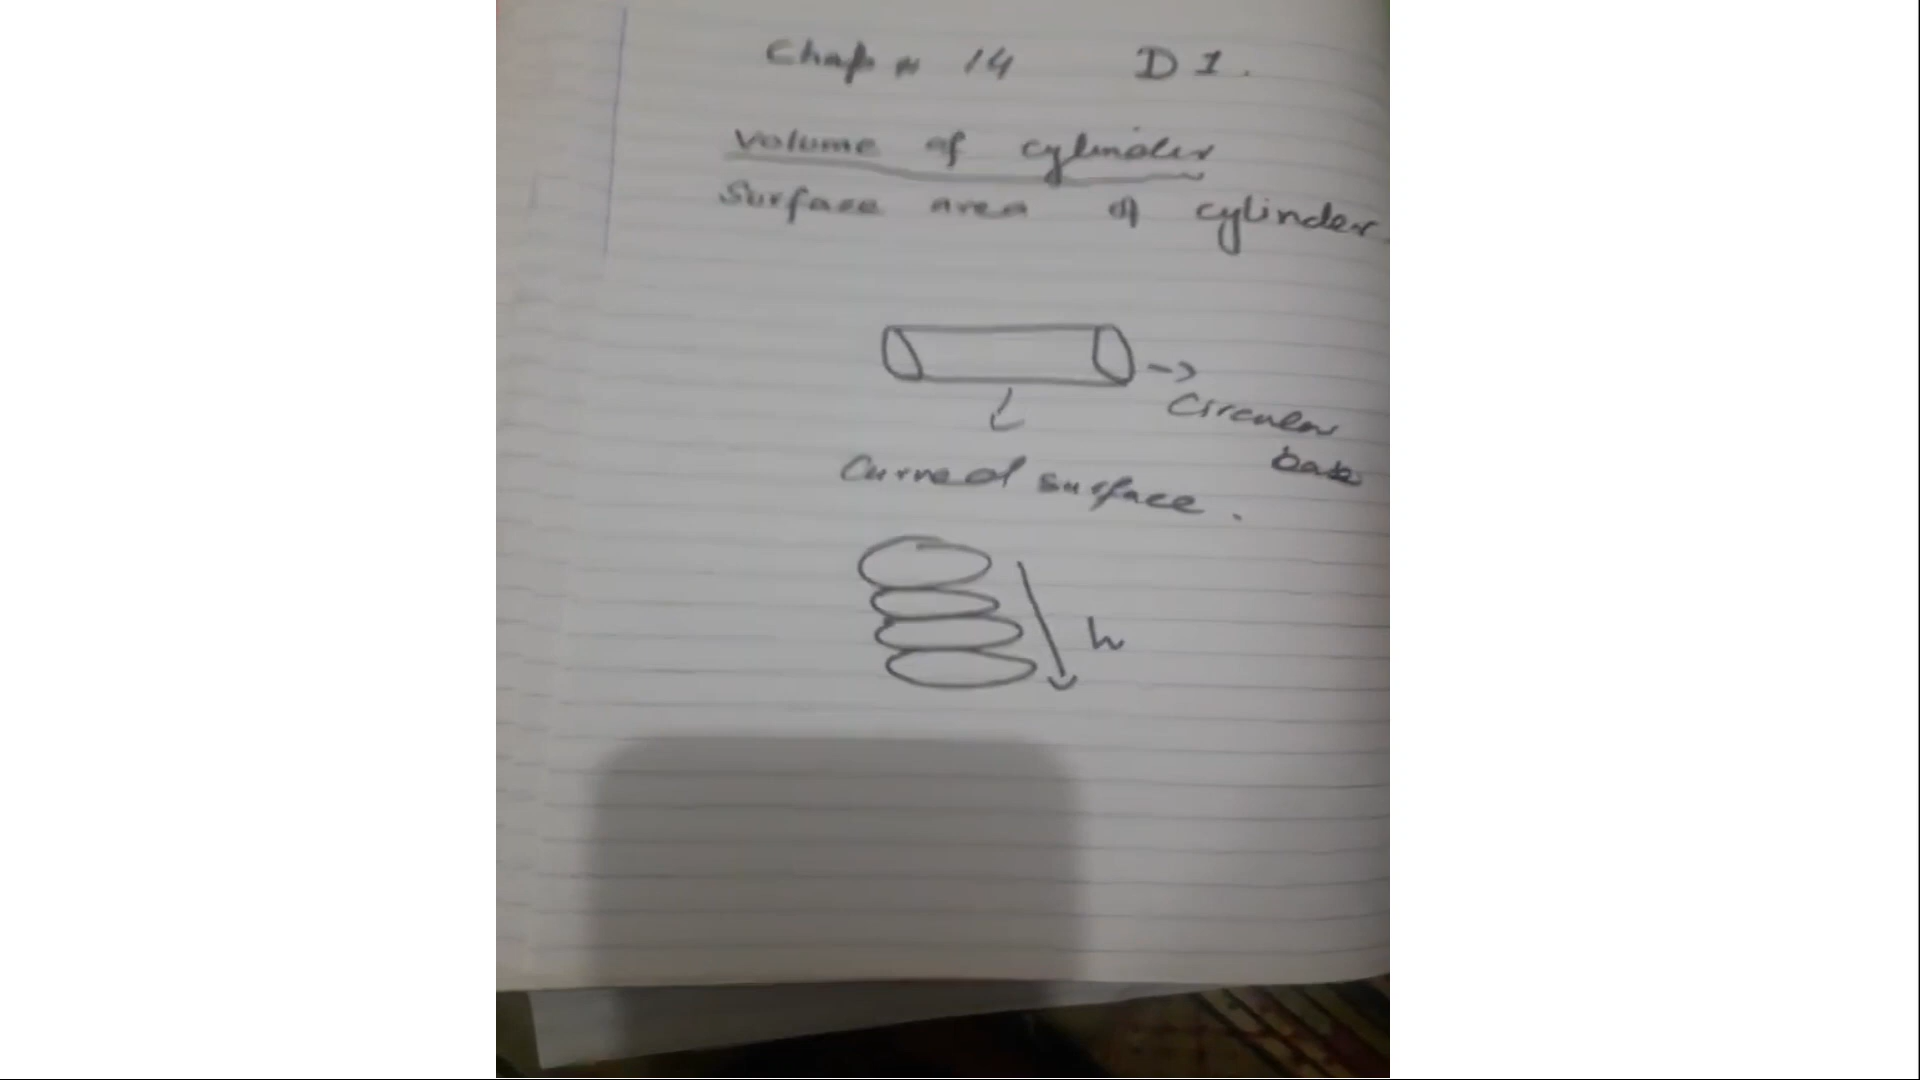 Chap n 14 D1.
Volume of cylinder
Surface area of cylinder
Circular
base
Curved surface.
h